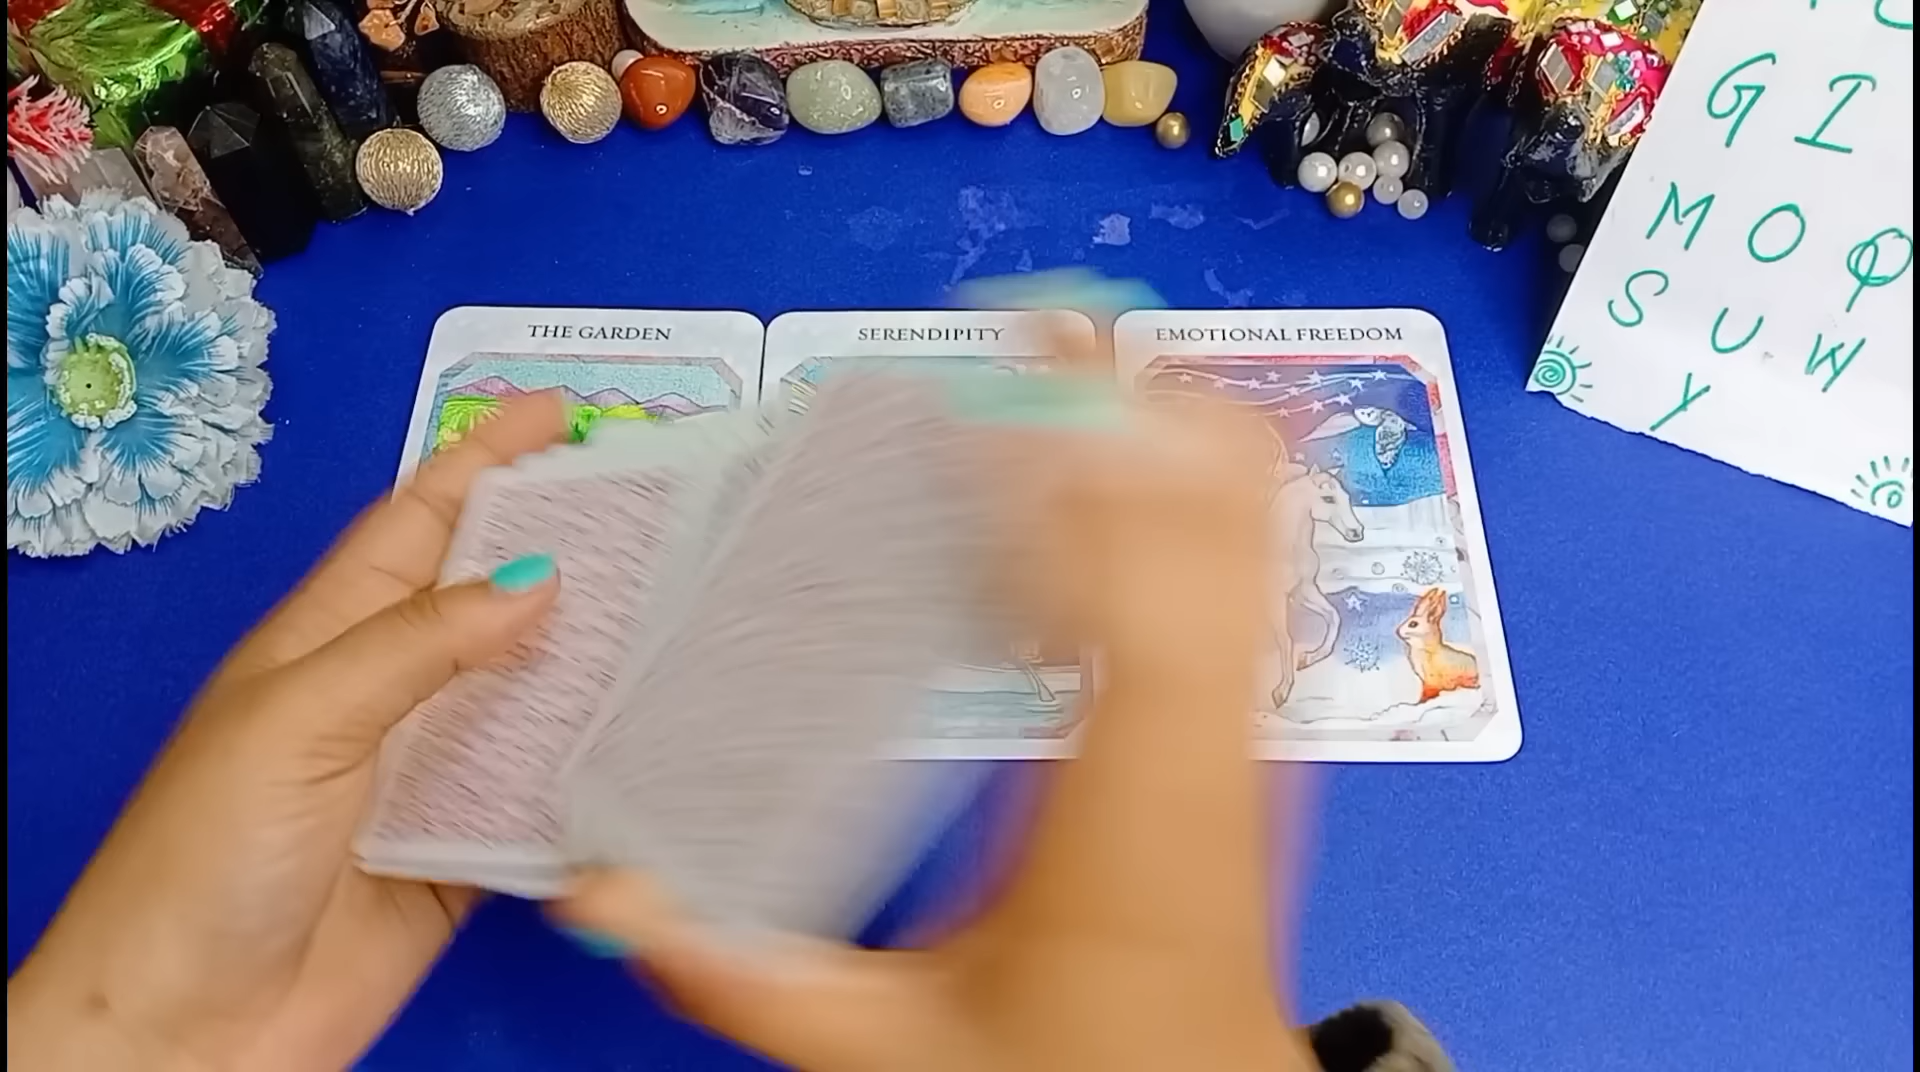 THE GARDEN
SERENDIPITY
EMOTIONAL FREEDOM
G I
M O Q
S U W
Y